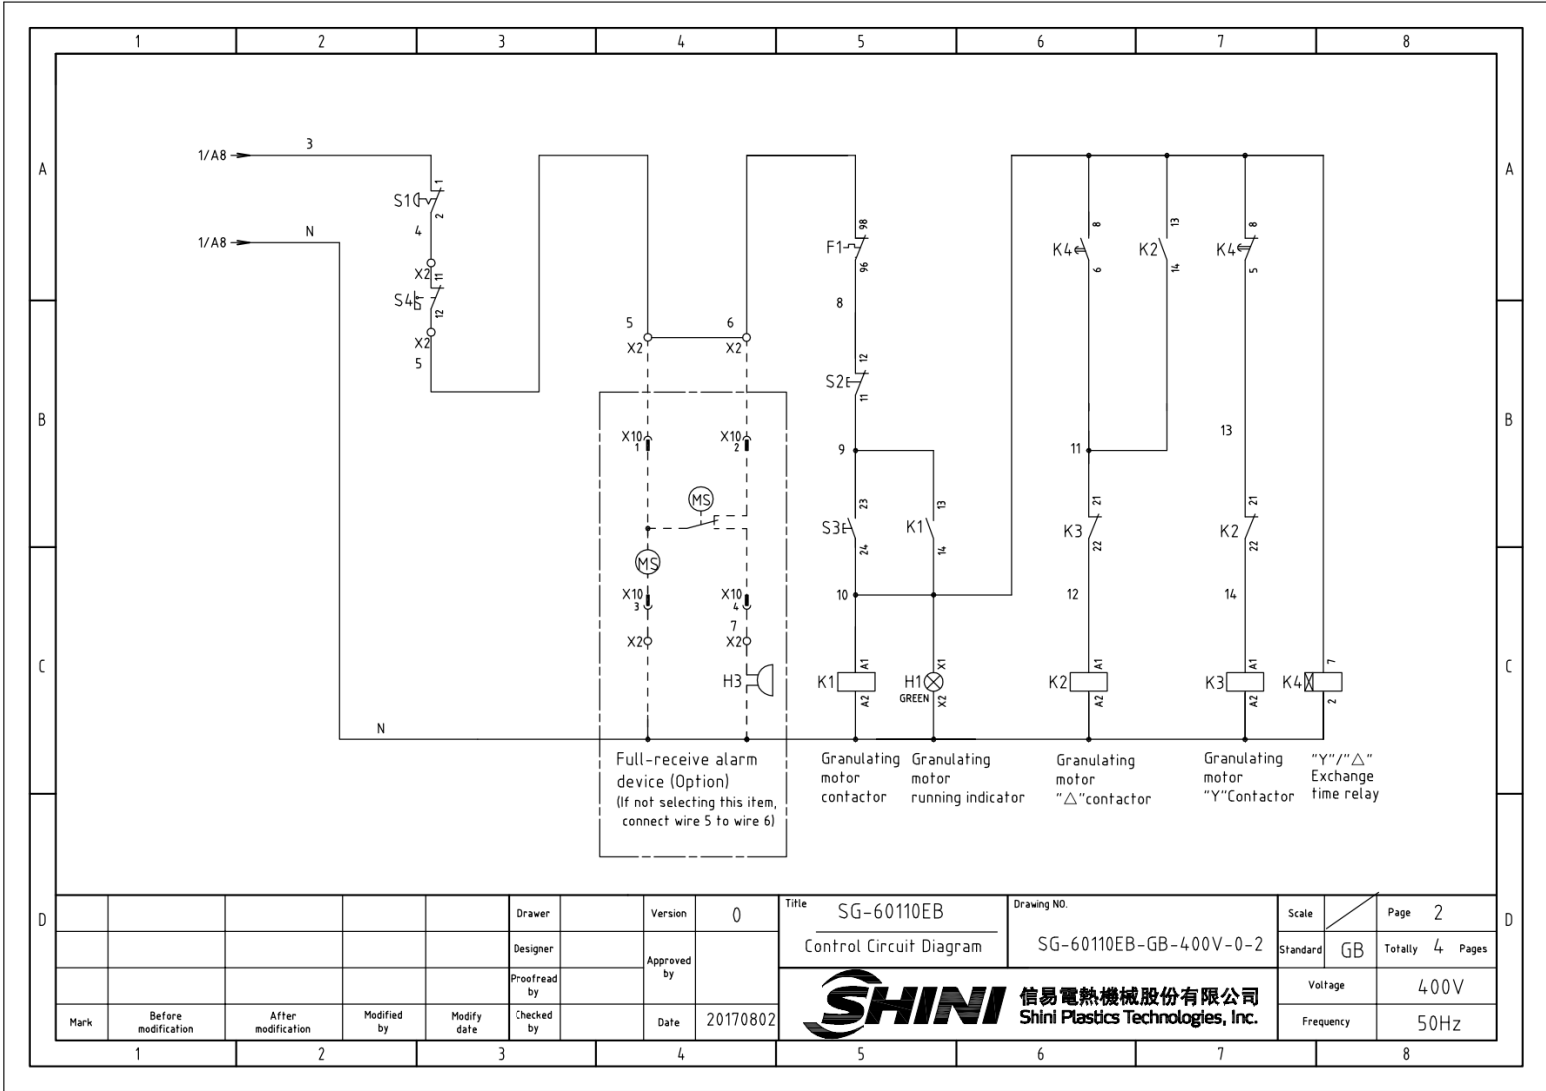 1 2 3 4 5 6 7 8
A A
B B
C C
D D
1/A8 3
1/A8 N
S1 1 2
4
X2
S4 11 12
X2
5
5 6
X2 X2
X10 1 X10 2
MS
MS
X10 3 X10 4
7
X2 X2
H3
N
F1 98 96
8
S2 12 11
9
S3 23 24
K1 13 14
10
K1 A1 A2
H1 X1 X2
GREEN
K4 8 6
K2 13 14
K4 8 5
11
13
K3 21 22
K2 21 22
12
14
K2 A1 A2
K3 A1 A2
K4 7 2
Full-receive alarm
device (Option)
(If not selecting this item,
connect wire 5 to wire 6)
Granulating
motor
contactor
Granulating
motor
running indicator
Granulating
motor
"△"contactor
Granulating
motor
"Y"Contactor
"Y"/"△"
Exchange
time relay
Mark
Before
modification
After
modification
Modified
by
Modify
date
Drawer
Designer
Proofread
by
Checked
by
Version 0
Approved
by
Date 20170802
Title SG-60110EB
Control Circuit Diagram
Drawing NO.
SG-60110EB-GB-400V-0-2
Scale
Page 2
Standard GB
Totally 4 Pages
SHINI
信易電熱機械股份有限公司
Shini Plastics Technologies, Inc.
Voltage 400V
Frequency 50Hz
1 2 3 4 5 6 7 8